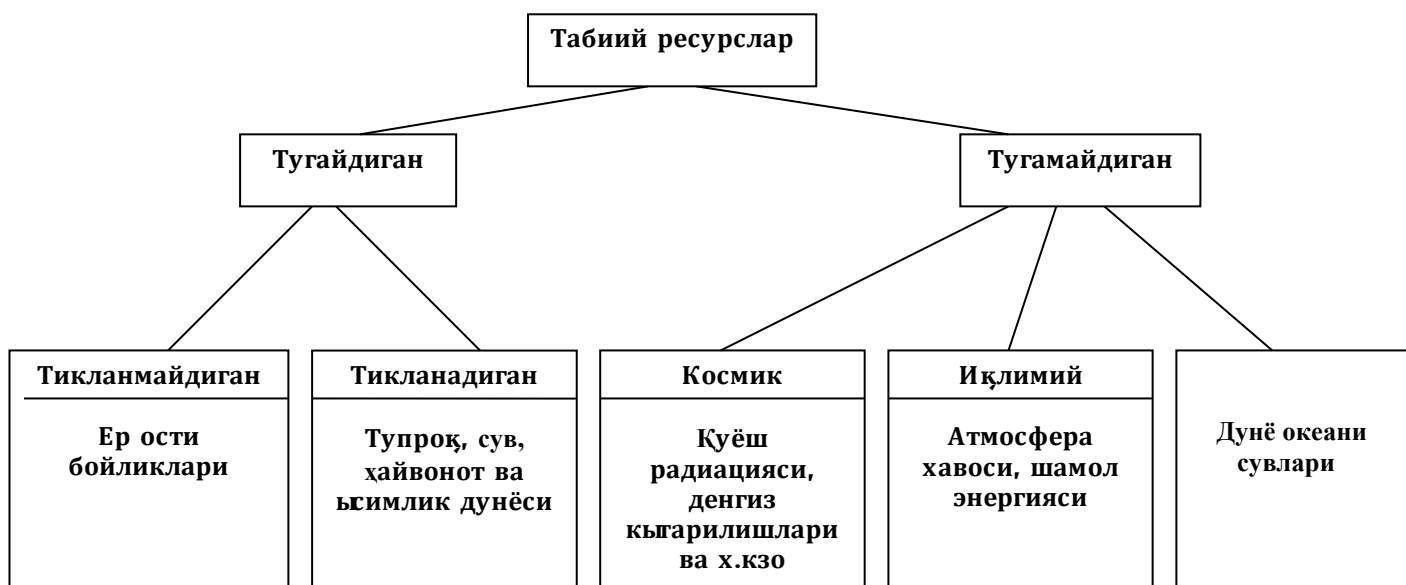 Табиий ресурслар
Тугайдиган
Тугамайдиган
Тикланмайдиган
Ер ости
бойликлари
Тикланадиган
Тупроқ, сув,
ҳайвонот ва
ысимлик дунёси
Космик
Қуёш
радиацияси,
денгиз
кытарилишлари
ва х.кзо
Иқлимий
Атмосфера
хавоси, шамол
энергияси
Дунё океани
сувлари